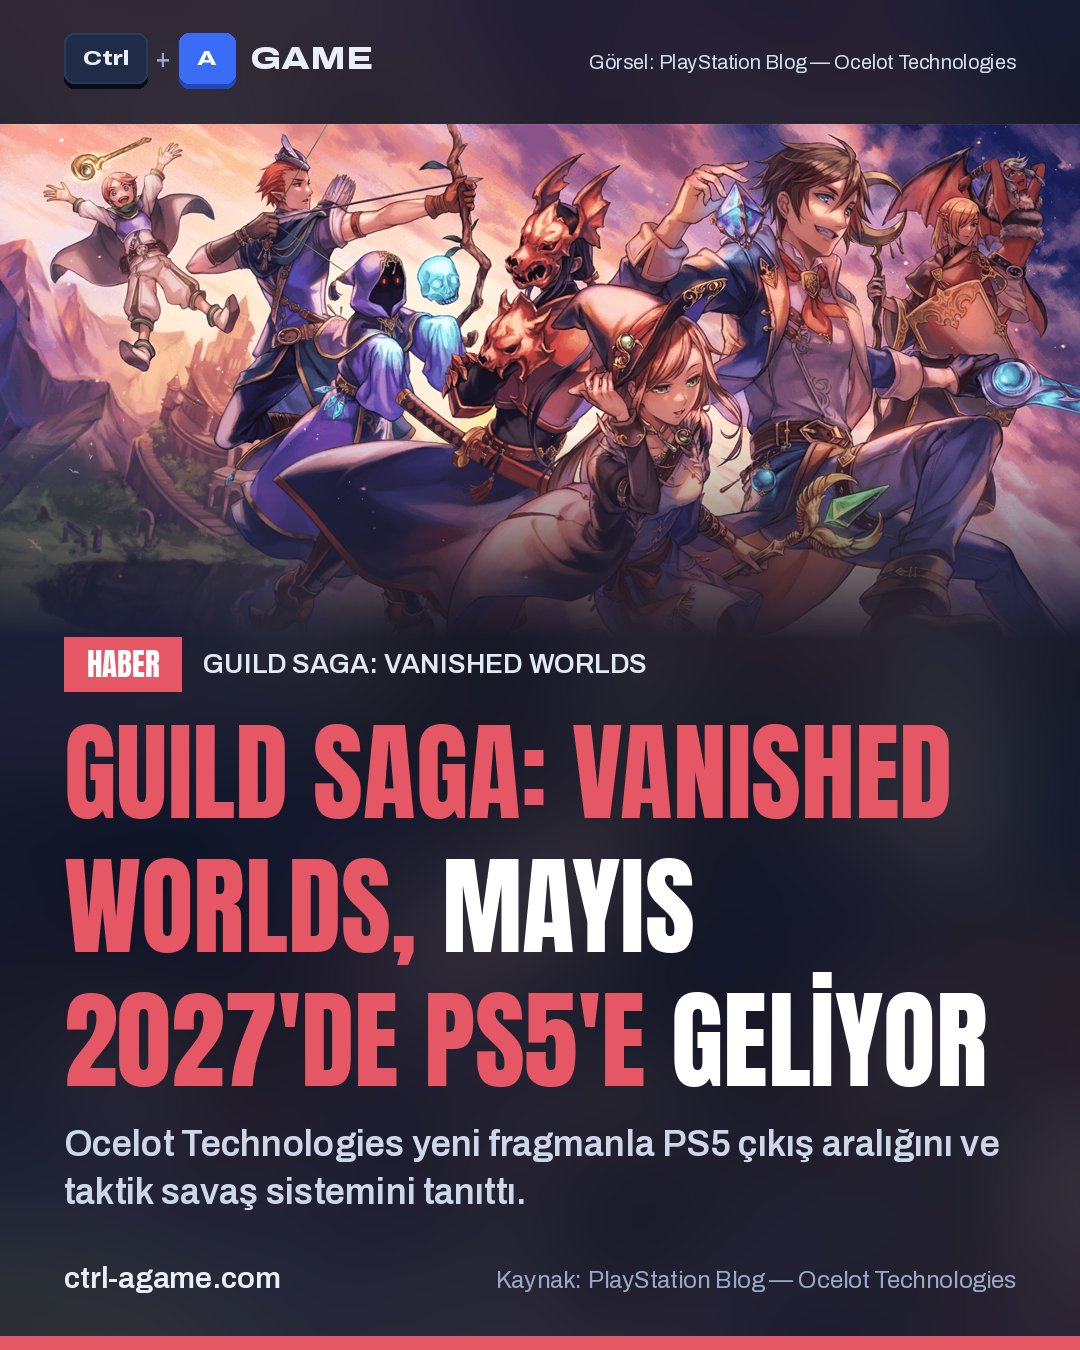 Ctrl + A GAME
Görsel: PlayStation Blog — Ocelot Technologies
HABER
GUILD SAGA: VANISHED WORLDS
GUILD SAGA: VANISHED
WORLDS, MAYIS
2027'DE PS5'E GELİYOR
Ocelot Technologies yeni fragmanla PS5 çıkış aralığını ve
taktik savaş sistemini tanıttı.
ctrl-agame.com
Kaynak: PlayStation Blog — Ocelot Technologies